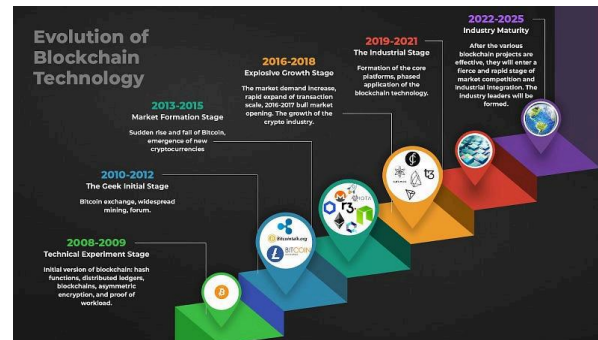 Evolution of
Blockchain
Technology
2008-2009
Technical Experiment Stage
Initial version of blockchain: hash
functions, distributed ledgers,
blockchains, asymmetric
encryption, and proof of
workload.
2010-2012
The Geek Initial Stage
Bitcoin exchange, widespread
mining, forum.
2013-2015
Market Formation Stage
Sudden rise and fall of Bitcoin,
emergence of new
cryptocurrencies
2016-2018
Explosive Growth Stage
The market demand increase,
rapid expand of transaction
scale, 2016-2017 bull market
opening. The growth of the
crypto industry.
2019-2021
The Industrial Stage
Formation of the core
platforms, phased
application of the
blockchain technology.
2022-2025
Industry Maturity
After the various
blockchain projects are
effective, they will enter a
fierce and rapid stage of
market competition and
industrial integration. The
industry leaders will be
formed.
Bitcointalk.org
BITCOIN